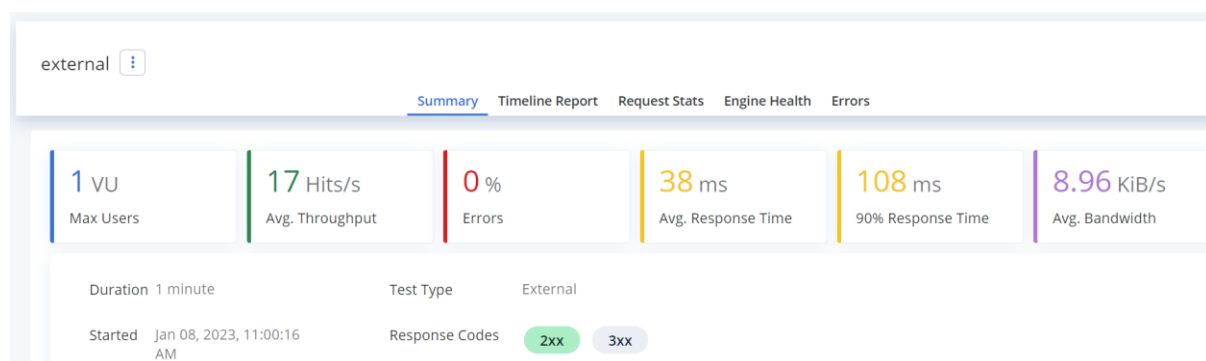 external
Summary Timeline Report Request Stats Engine Health Errors
1 VU 17 Hits/s 0 % 38 ms 108 ms 8.96 KiB/s
Max Users Avg. Throughput Errors Avg. Response Time 90% Response Time Avg. Bandwidth
Duration 1 minute Test Type External
Started Jan 08, 2023, 11:00:16 Response Codes 2xx 3xx
AM